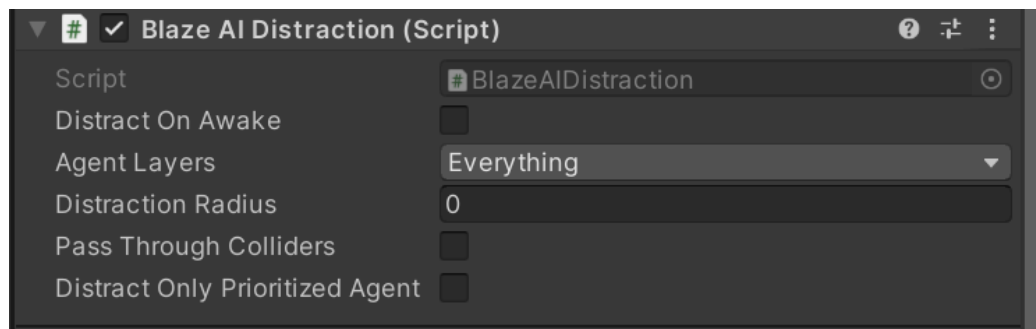 Blaze AI Distraction (Script)
Script BlazeAIDistraction
Distract On Awake
Agent Layers Everything
Distraction Radius 0
Pass Through Colliders
Distract Only Prioritized Agent